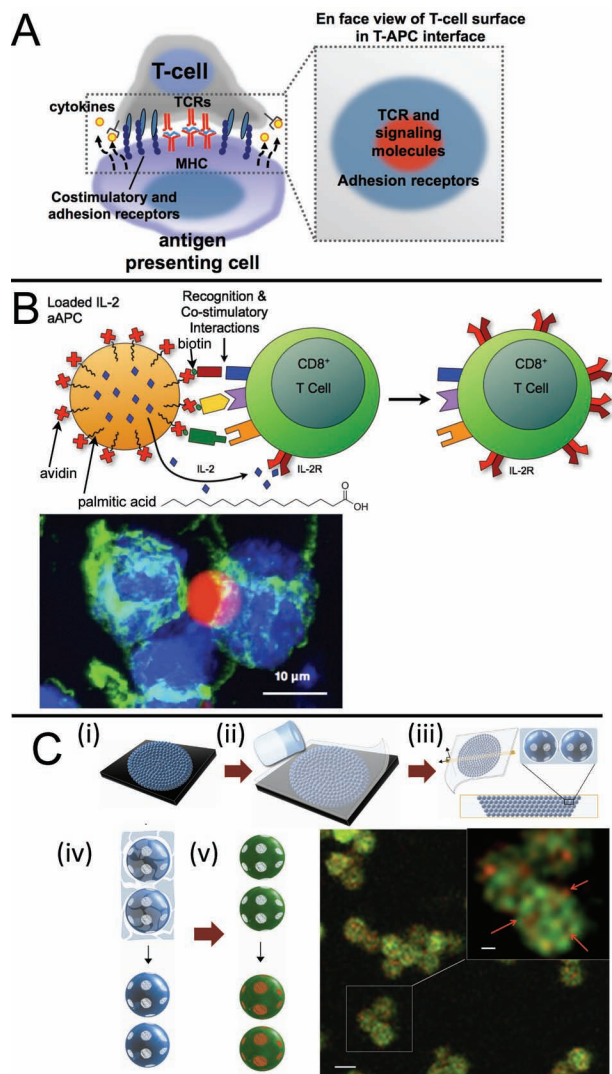 A
En face view of T-cell surface
in T-APC interface
T-cell
cytokines
TCRs
MHC
Costimulatory and
adhesion receptors
antigen
presenting cell
TCR and
signaling
molecules
Adhesion receptors
B
Loaded IL-2
aAPC
Recognition &
Co-stimulatory
Interactions
biotin
CD8+
T Cell
CD8+
T Cell
avidin
palmitic acid
IL-2
IL-2R
IL-2R
O
OH
10 µm
C
(i)
(ii)
(iii)
(iv)
(v)